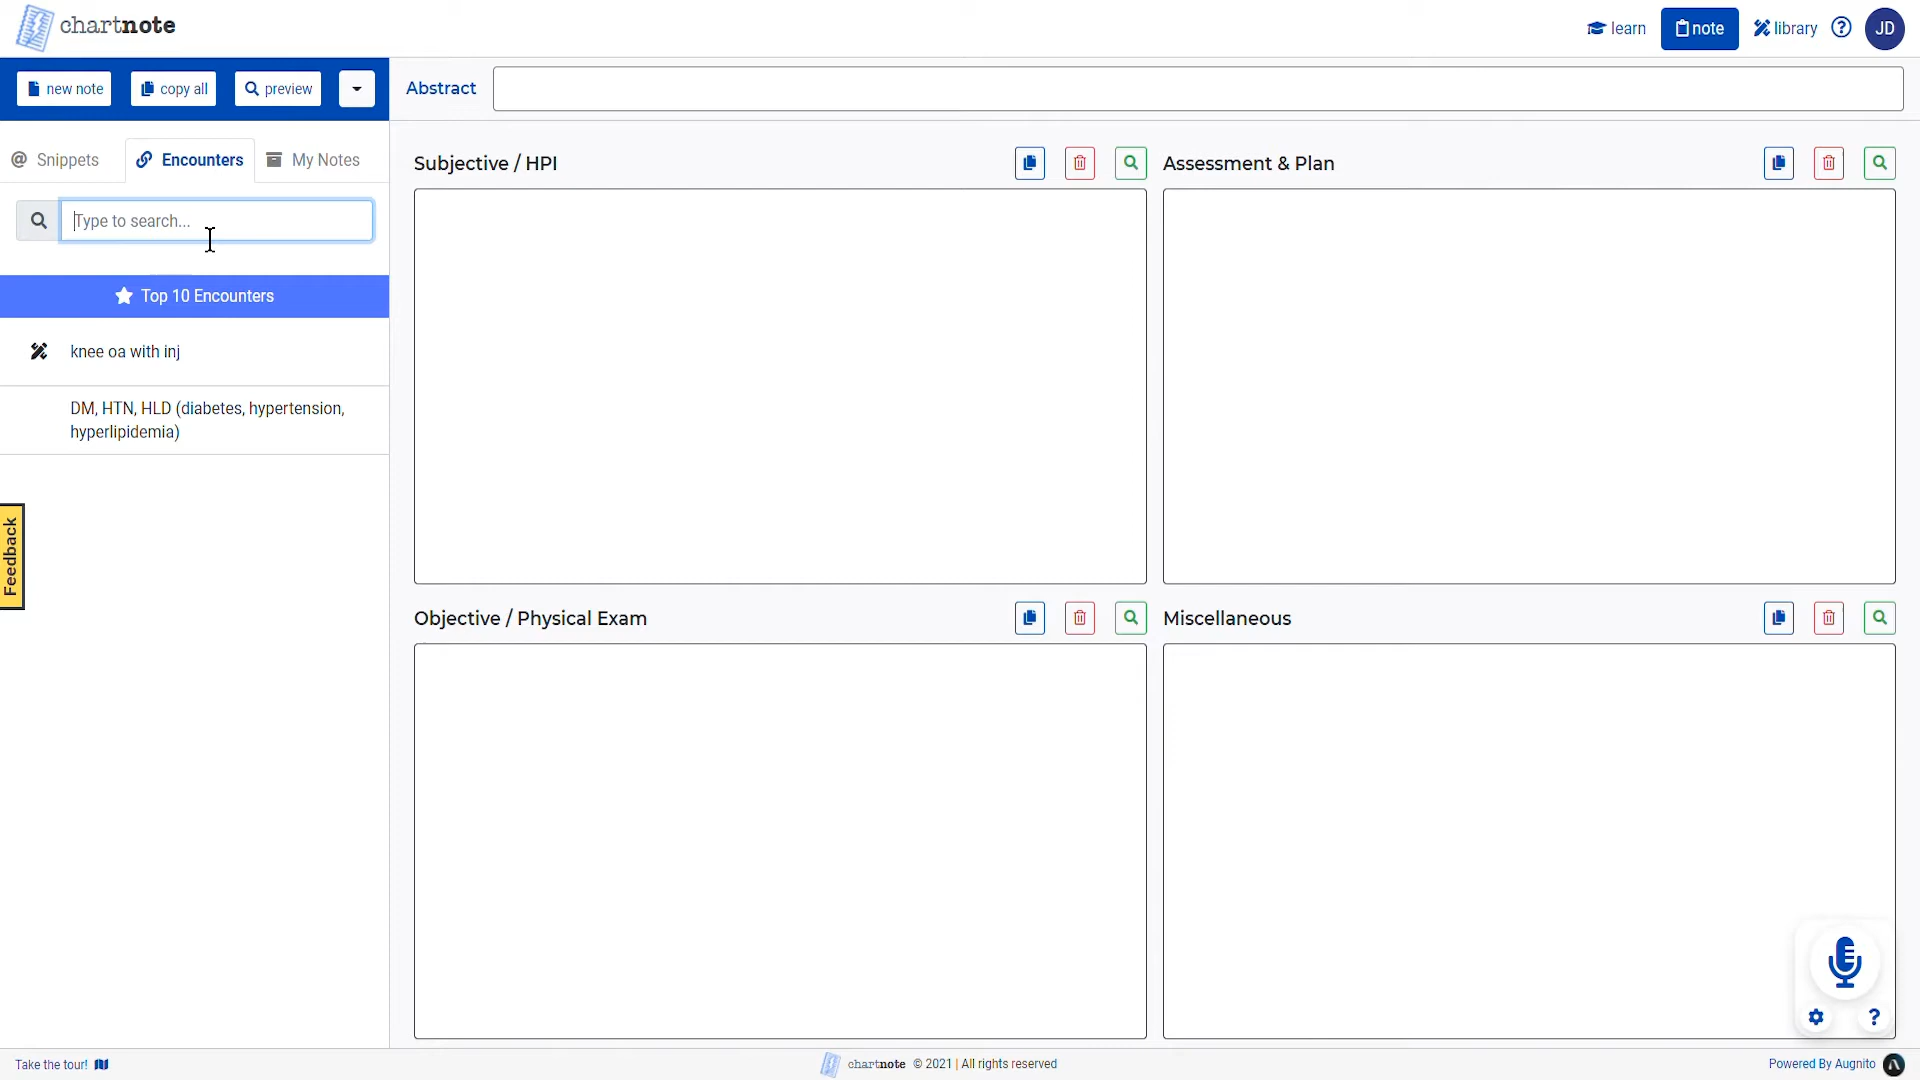 chartnote
learn
note
library
JD
new note
copy all
preview
Abstract
Snippets
Encounters
My Notes
Type to search...
Top 10 Encounters
knee oa with inj
DM, HTN, HLD (diabetes, hypertension,
hyperlipidemia)
Feedback
Subjective / HPI
Assessment & Plan
Objective / Physical Exam
Miscellaneous
?
Take the tour!
chartnote © 2021 | All rights reserved
Powered By Augnito